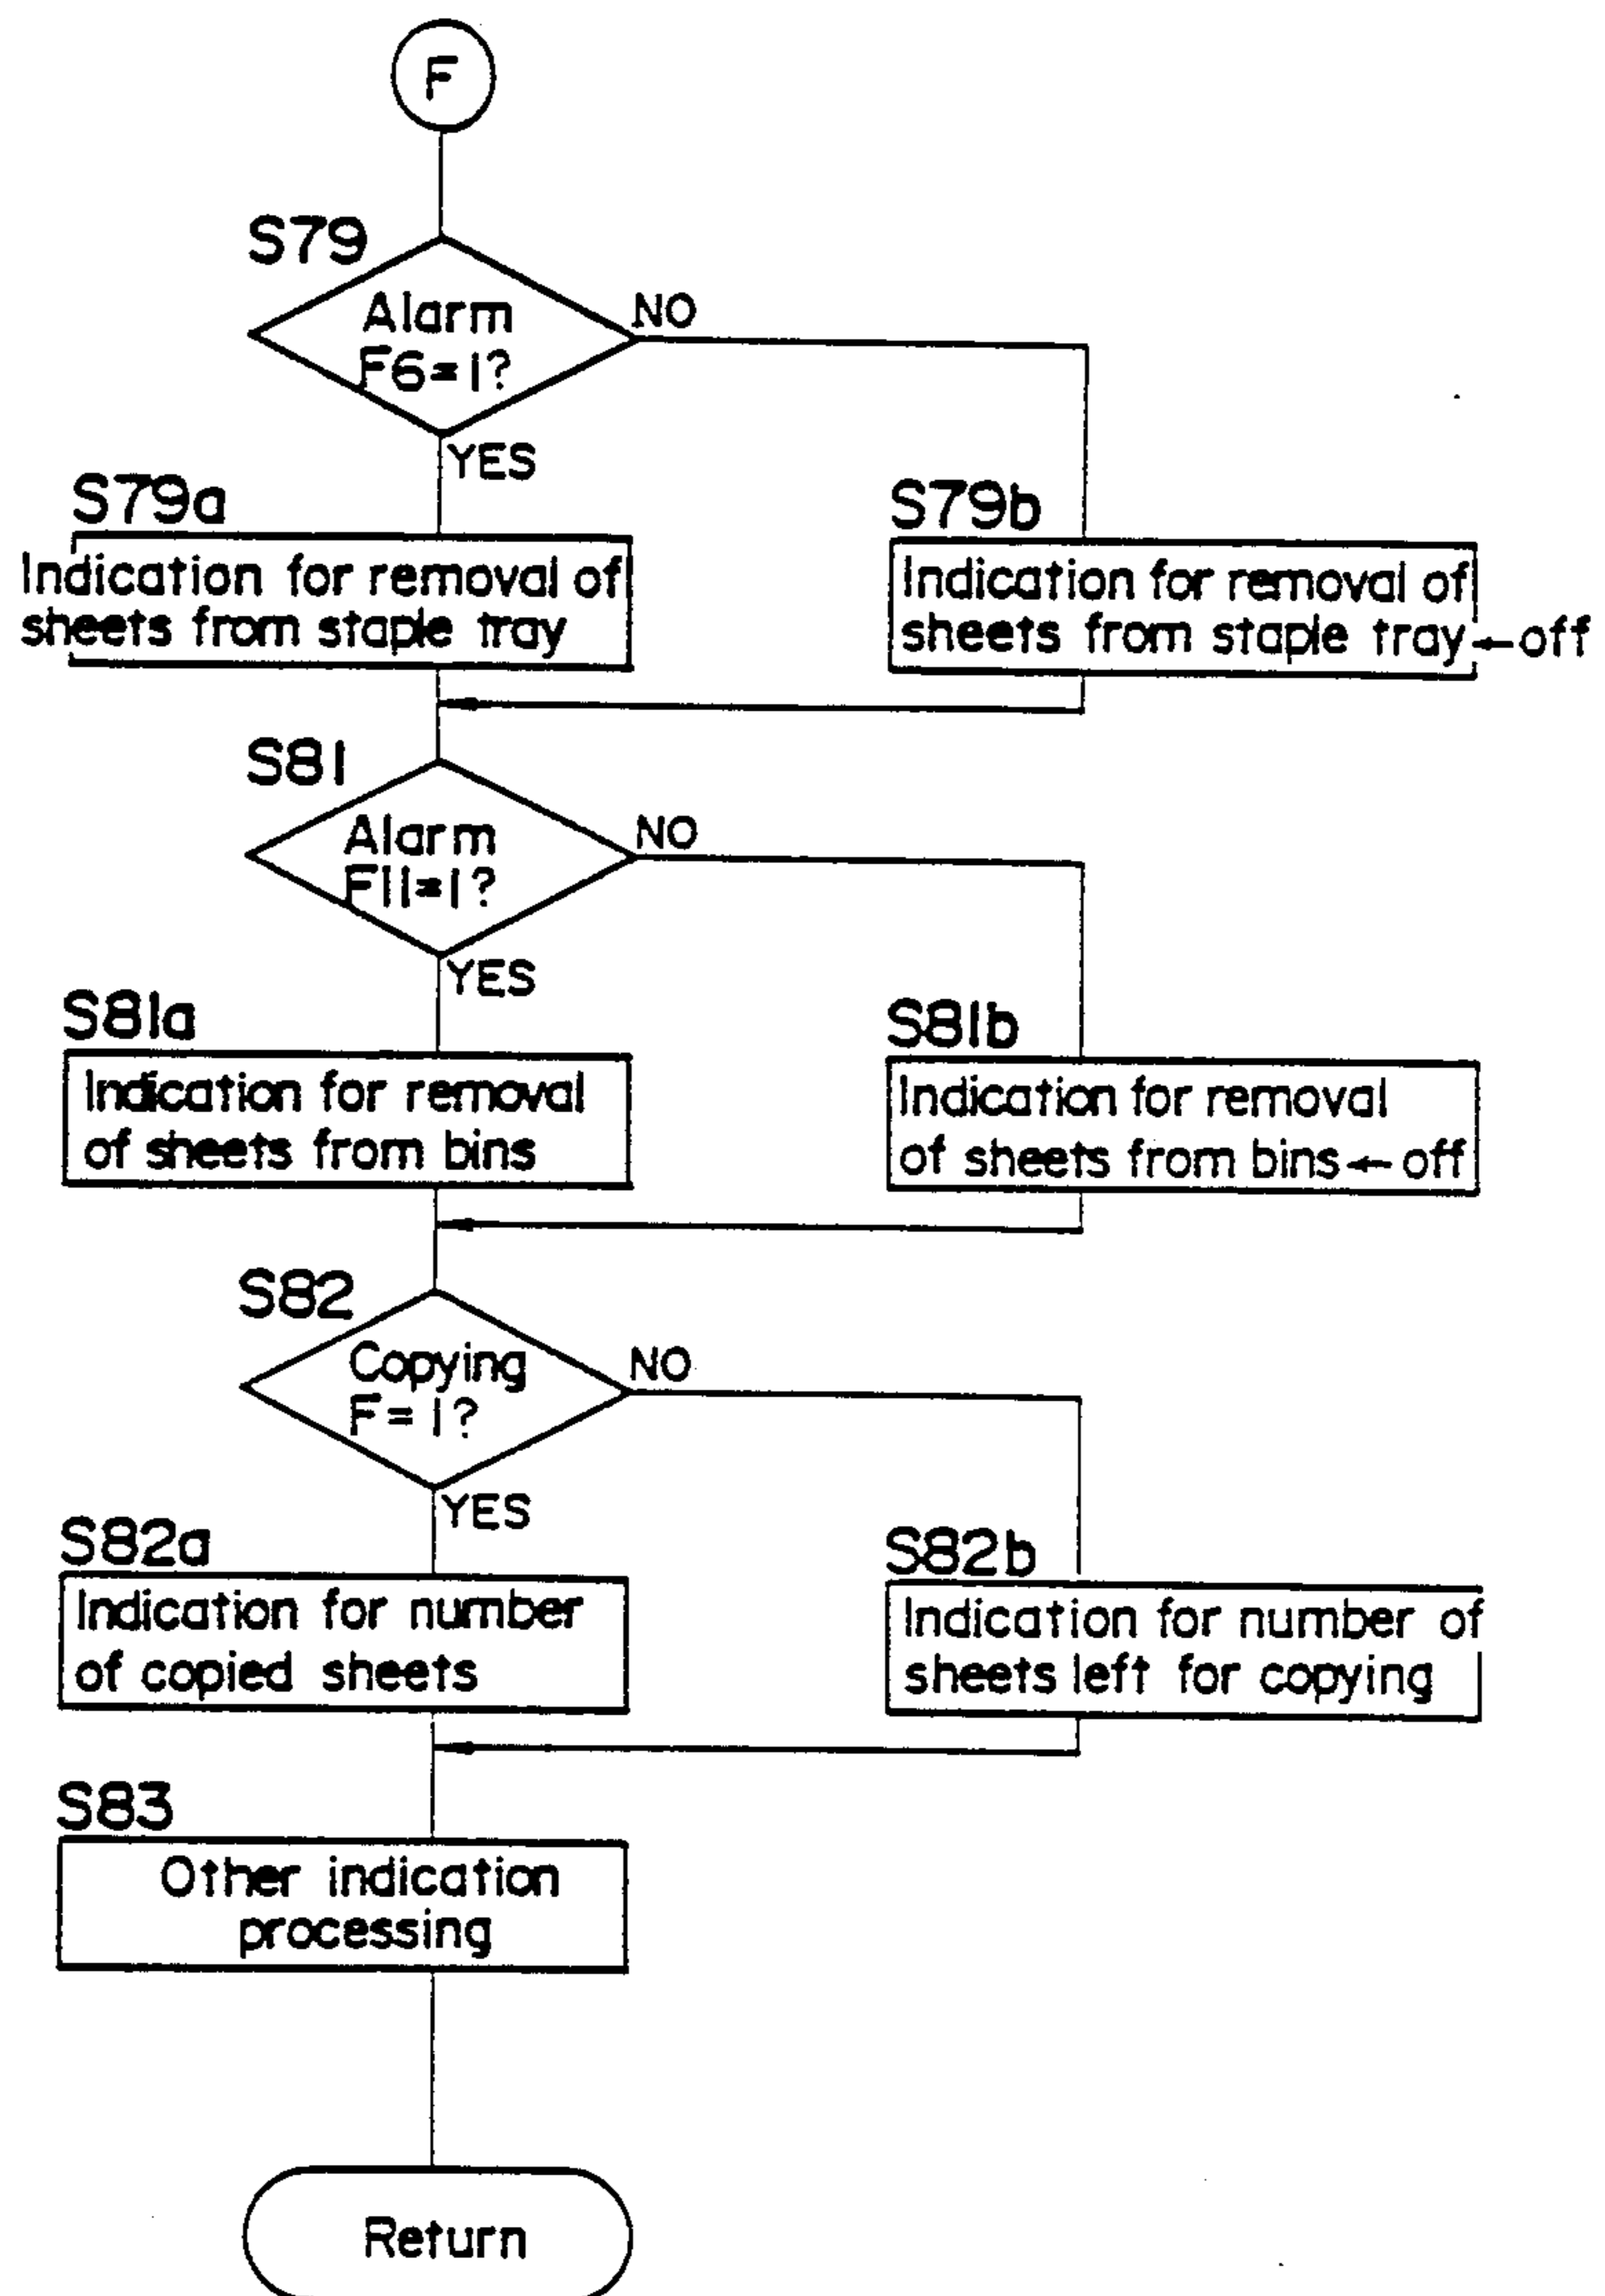 F
S79
Alarm
F6=1?
NO
YES
S79a
Indication for removal of
sheets from staple tray
S79b
Indication for removal of
sheets from staple tray←off
S81
Alarm
F11=1?
NO
YES
S81a
Indication for removal
of sheets from bins
S81b
Indication for removal
of sheets from bins←off
S82
Copying
F=1?
NO
YES
S82a
Indication for number
of copied sheets
S82b
Indication for number of
sheets left for copying
S83
Other indication
processing
Return